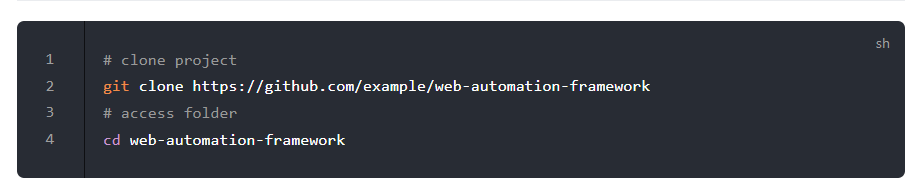 sh
1 # clone project
2 git clone https://github.com/example/web-automation-framework
3 # access folder
4 cd web-automation-framework